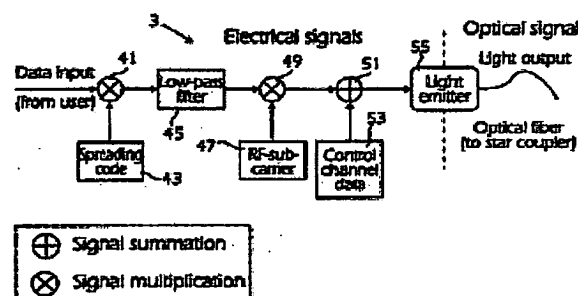 3
Electrical signals
Optical signal
Data input
(from user)
41
Low-pass
filter
45
49
51
55
Light
emitter
Light output
Optical fiber
(to star coupler)
Spreading
code
43
47
RF-sub-
carrier
53
Control
channel
data
Signal summation
Signal multiplication